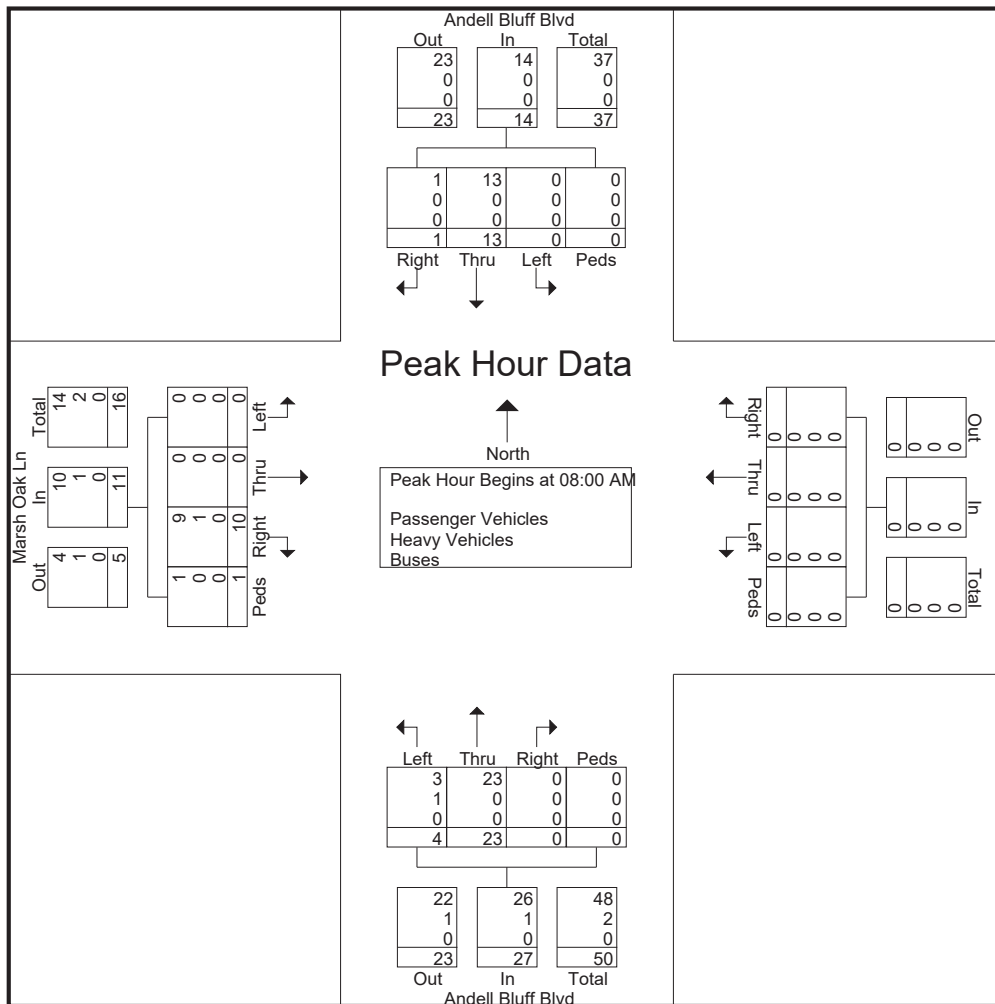 Andell Bluff Blvd
Out In Total
23 14 37
0 0 0
0 0 0
23 14 37
1 13 0 0
0 0 0 0
0 0 0 0
1 13 0 0
Right Thru Left Peds
Peak Hour Data
North
Peak Hour Begins at 08:00 AM
Passenger Vehicles
Heavy Vehicles
Buses
Marsh Oak Ln
Out In Total
4 10 14
1 1 2
0 0 0
5 11 16
Peds Right Thru Left
1 9 0 0
0 1 0 0
0 0 0 0
1 10 0 0
Right Thru Left Peds
0 0 0 0
0 0 0 0
0 0 0 0
0 0 0 0
Out In Total
0 0 0
0 0 0
0 0 0
0 0 0
Left Thru Right Peds
3 23 0 0
1 0 0 0
0 0 0 0
4 23 0 0
22 26 48
1 1 2
0 0 0
23 27 50
Out In Total
Andell Bluff Blvd